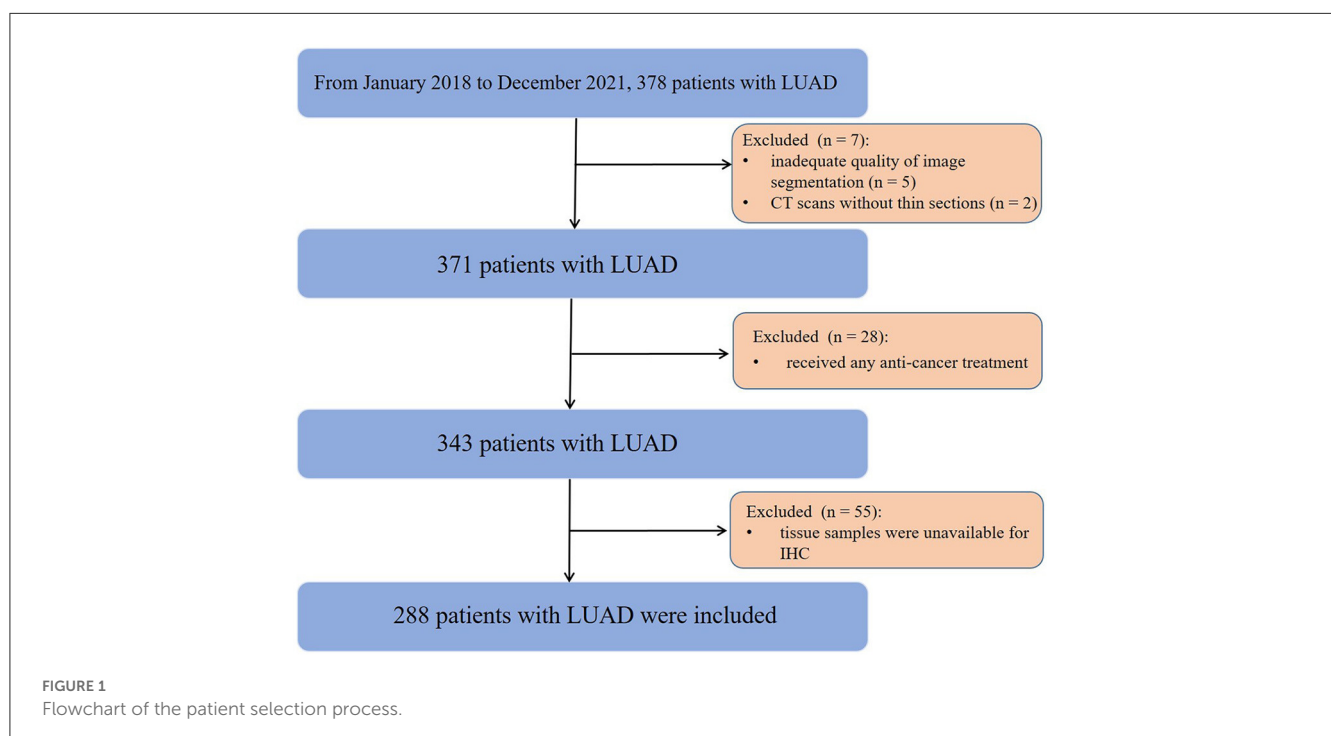 From January 2018 to December 2021, 378 patients with LUAD
Excluded (n = 7):
• inadequate quality of image
segmentation (n = 5)
• CT scans without thin sections (n = 2)
371 patients with LUAD
Excluded (n = 28):
• received any anti-cancer treatment
343 patients with LUAD
Excluded (n = 55):
• tissue samples were unavailable for
IHC
288 patients with LUAD were included
FIGURE 1
Flowchart of the patient selection process.